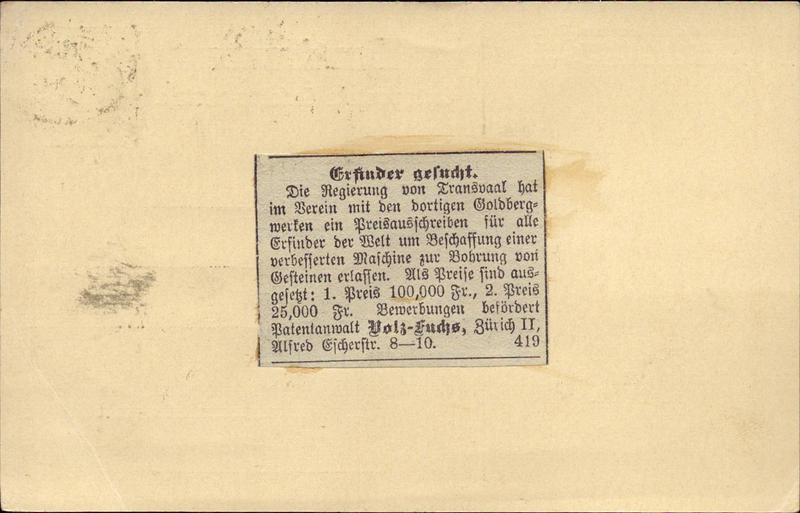 Erfinder gesucht.
Die Regierung von Transvaal hat
im Verein mit den dortigen Goldberg-
werken ein Preisausschreiben für alle
Erfinder der Welt um Beschaffung einer
verbesserten Maschine zur Bohrung von
Gesteinen erlassen. Als Preise sind aus-
gesetzt: 1. Preis 100,000 Fr., 2. Preis
25,000 Fr. Bewerbungen befördert
Patentanwalt Volz-Fuchs, Zürich II,
Alfred Escherstr. 8—10. 419